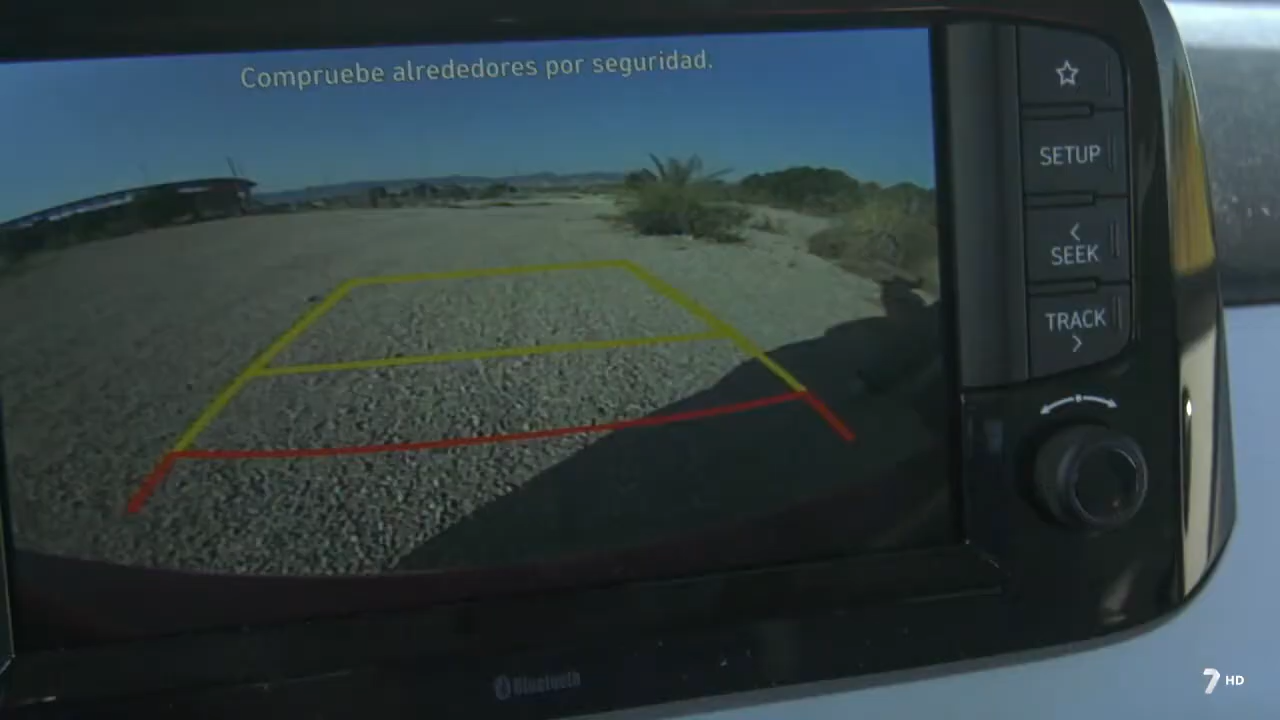 Compruebe alrededores por seguridad.
SETUP
<
SEEK
TRACK
>
Bluetooth
7 HD